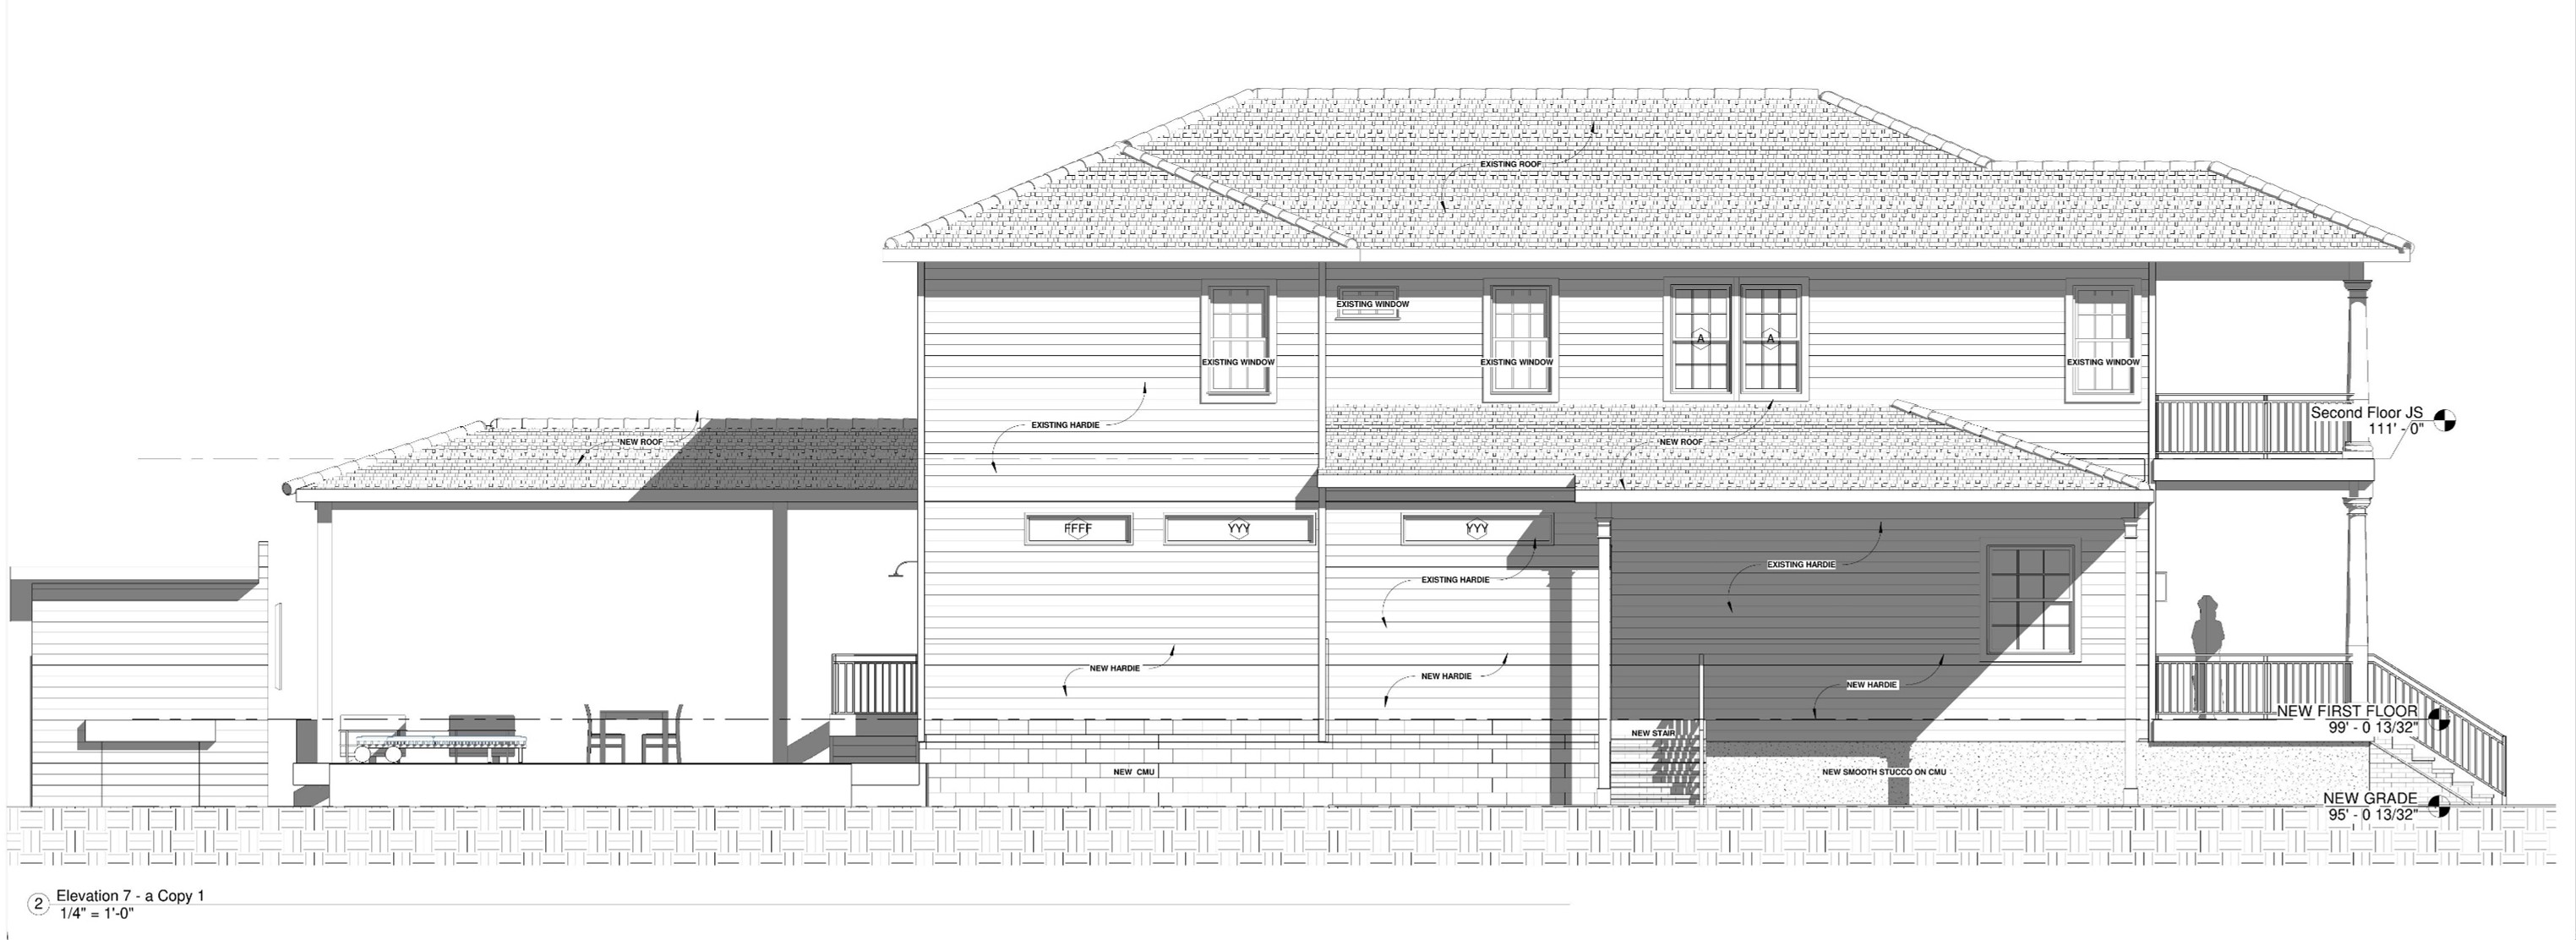 EXISTING ROOF
EXISTING WINDOW
EXISTING WINDOW
EXISTING WINDOW
A
A
EXISTING WINDOW
EXISTING HARDIE
NEW ROOF
NEW ROOF
Second Floor JS
111' - 0"
FFFF
YYY
YYY
EXISTING HARDIE
EXISTING HARDIE
NEW HARDIE
NEW HARDIE
NEW HARDIE
NEW FIRST FLOOR
99' - 0 13/32"
NEW STAIR
NEW CMU
NEW SMOOTH STUCCO ON CMU
NEW GRADE
95' - 0 13/32"
2
Elevation 7 - a Copy 1
1/4" = 1'-0"